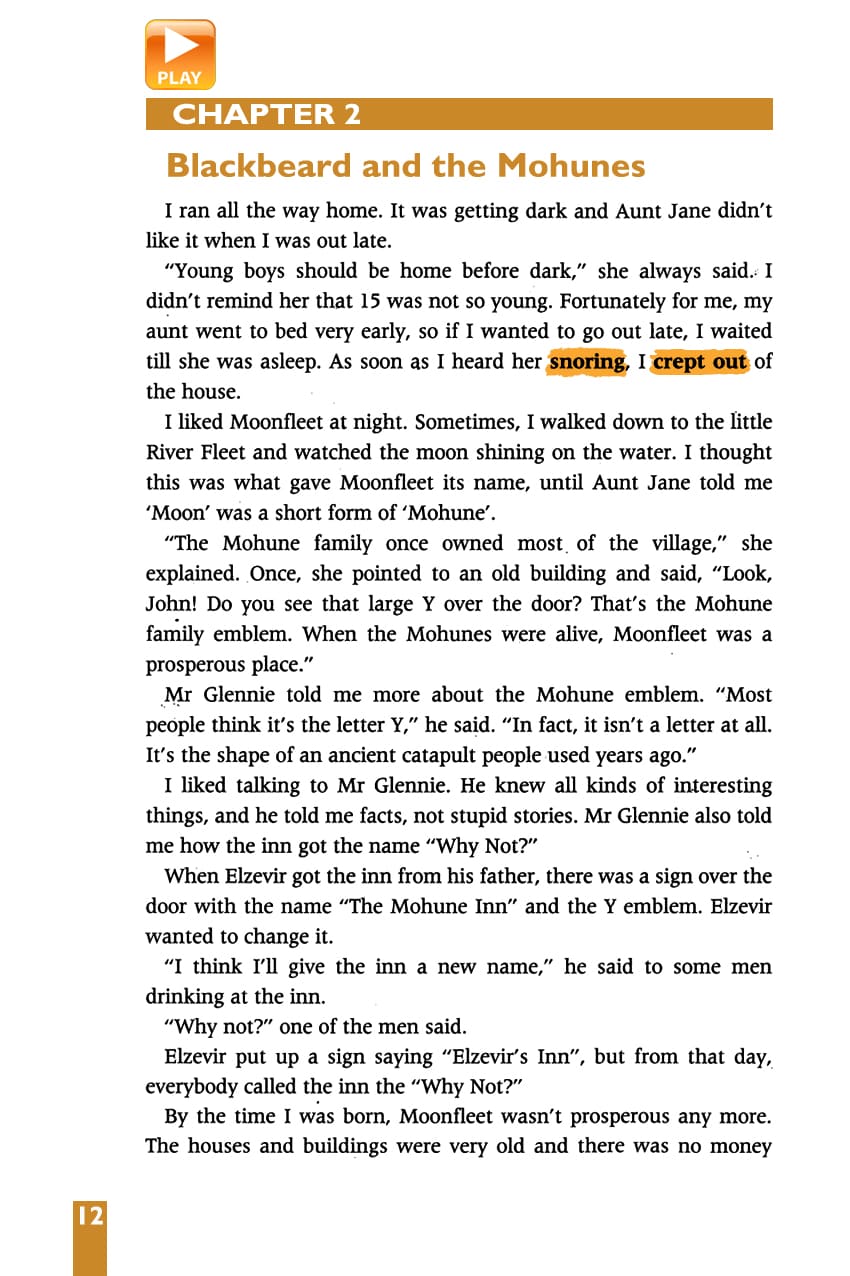 PLAY
CHAPTER 2
Blackbeard and the Mohunes
I ran all the way home. It was getting dark and Aunt Jane didn't
like it when I was out late.
“Young boys should be home before dark,” she always said. I
didn't remind her that 15 was not so young. Fortunately for me, my
aunt went to bed very early, so if I wanted to go out late, I waited
till she was asleep. As soon as I heard her snoring, I crept out of
the house.
I liked Moonfleet at night. Sometimes, I walked down to the little
River Fleet and watched the moon shining on the water. I thought
this was what gave Moonfleet its name, until Aunt Jane told me
‘Moon’ was a short form of ‘Mohune’.
“The Mohune family once owned most of the village,” she
explained. Once, she pointed to an old building and said, “Look,
John! Do you see that large Y over the door? That's the Mohune
family emblem. When the Mohunes were alive, Moonfleet was a
prosperous place.”
Mr Glennie told me more about the Mohune emblem. “Most
people think it's the letter Y,” he said. “In fact, it isn't a letter at all.
It's the shape of an ancient catapult people used years ago.”
I liked talking to Mr Glennie. He knew all kinds of interesting
things, and he told me facts, not stupid stories. Mr Glennie also told
me how the inn got the name “Why Not?”
When Elzevir got the inn from his father, there was a sign over the
door with the name “The Mohune Inn” and the Y emblem. Elzevir
wanted to change it.
“I think I'll give the inn a new name,” he said to some men
drinking at the inn.
“Why not?” one of the men said.
Elzevir put up a sign saying “Elzevir's Inn”, but from that day,
everybody called the inn the “Why Not?”
By the time I was born, Moonfleet wasn't prosperous any more.
The houses and buildings were very old and there was no money
12